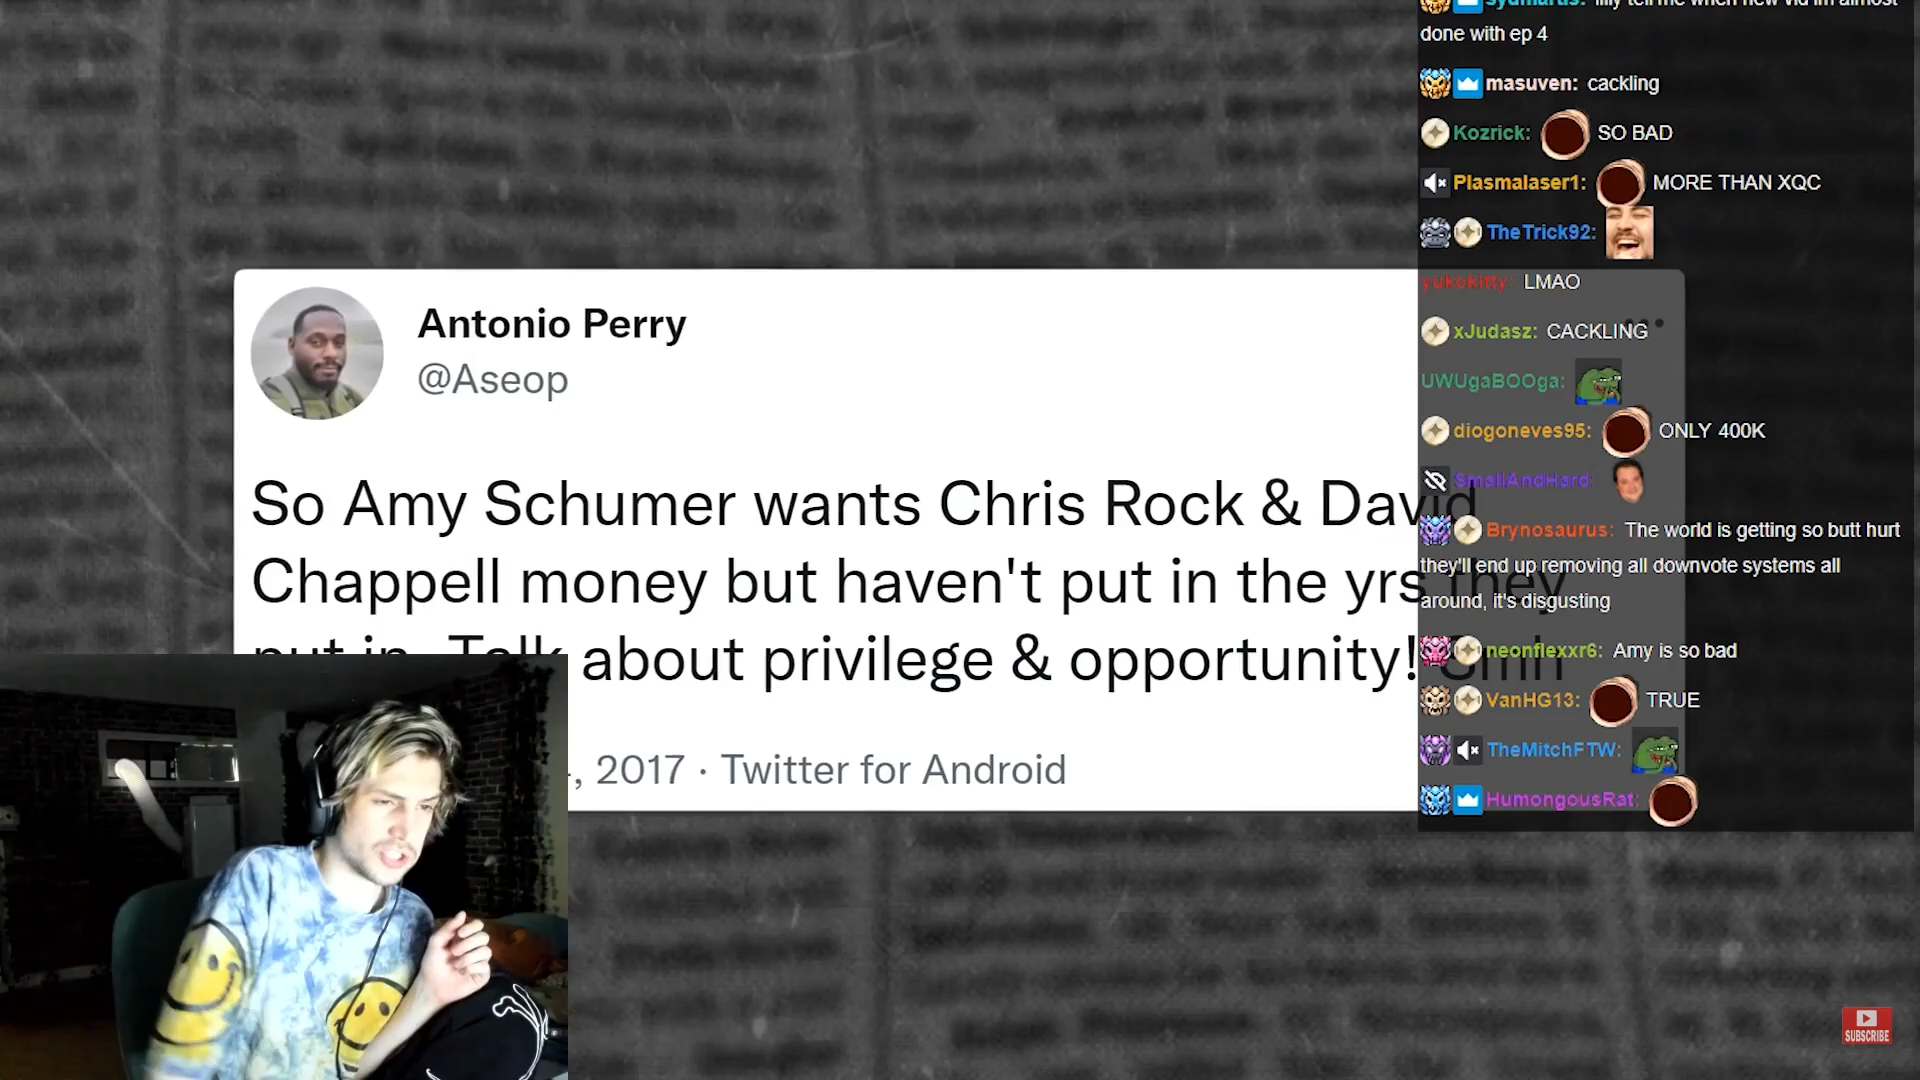 Antonio Perry
@Aseop
So Amy Schumer wants Chris Rock & David
Chappell money but haven't put in the yrs they
put in. Talk about privilege & opportunity! Smh
, 2017 · Twitter for Android
done with ep 4
masuven: cackling
Kozrick: SO BAD
Plasmalaser1: MORE THAN XQC
TheTrick92:
yukokitty: LMAO
xJudasz: CACKLING
UWUgaBOOga:
diogoneves95: ONLY 400K
SmallAndHard:
Brynosaurus: The world is getting so butt hurt
they'll end up removing all downvote systems all
around, it's disgusting
neonflexxr6: Amy is so bad
VanHG13: TRUE
TheMitchFTW:
HumongousRat:
SUBSCRIBE